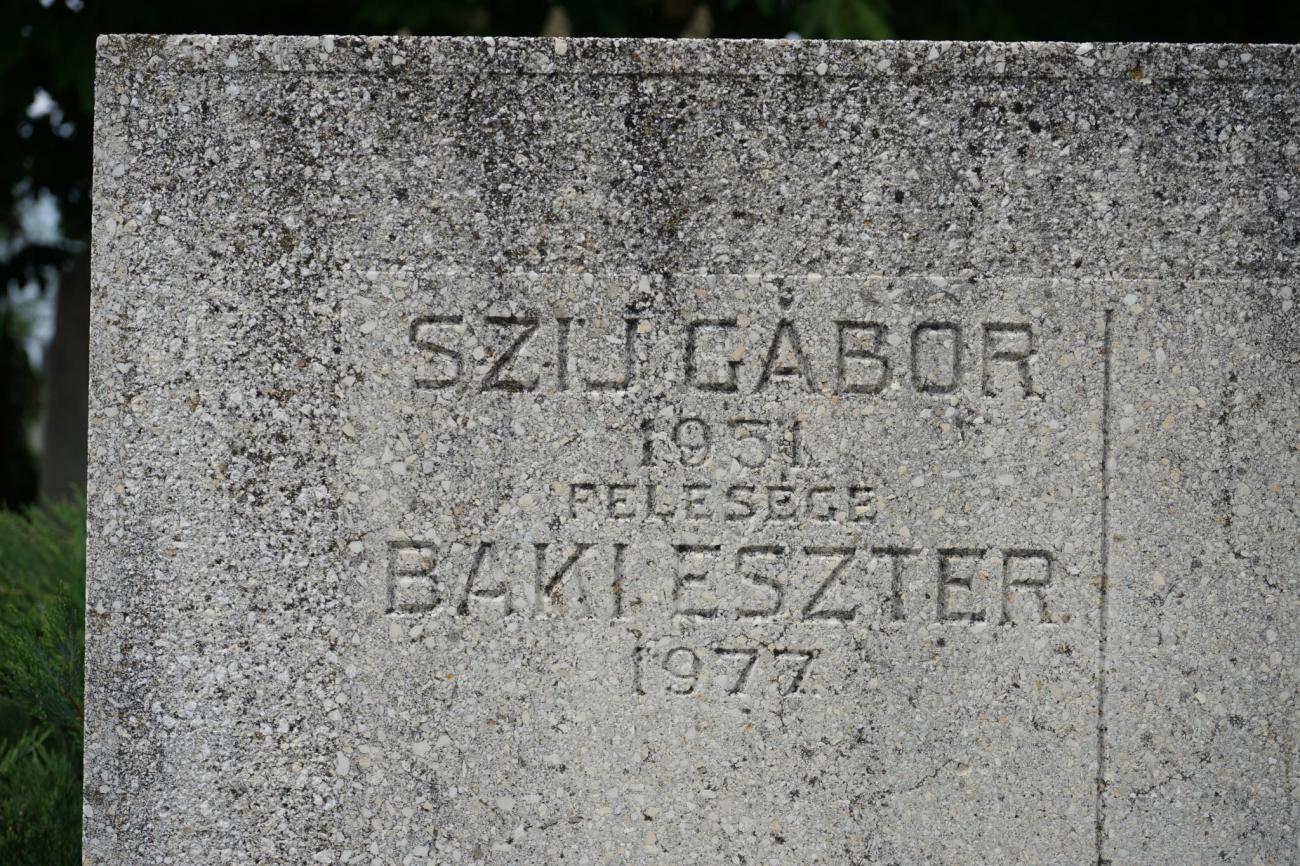 SZIJ GÁBOR
1951
FELESÉGE
BAKI ESZTER
1977